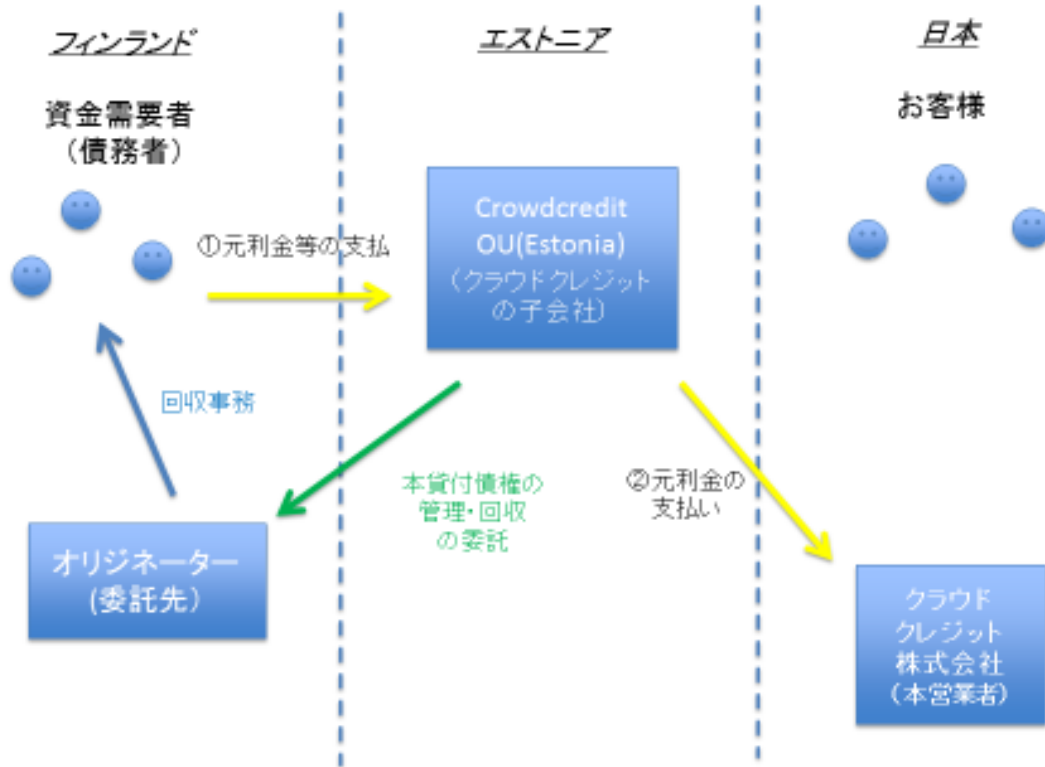 フィンランド
エストニア
日本
資金需要者
（債務者）
お客様
①元利金等の支払
Crowdcredit
OU(Estonia)
（クラウドクレジット
の子会社）
回収事務
本貸付債権の
管理・回収
の委託
②元利金の
支払い
オリジネーター
(委託先）
クラウド
クレジット
株式会社
（本営業者）